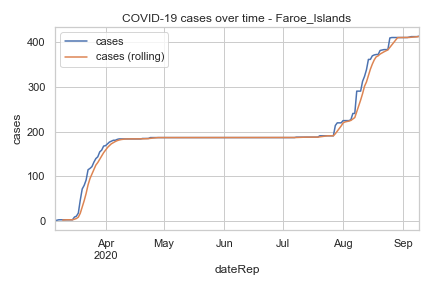 COVID-19 cases over time - Faroe_Islands
cases
cases (rolling)
400
300
200
100
0
cases
Apr
2020
May
Jun
Jul
Aug
Sep
dateRep